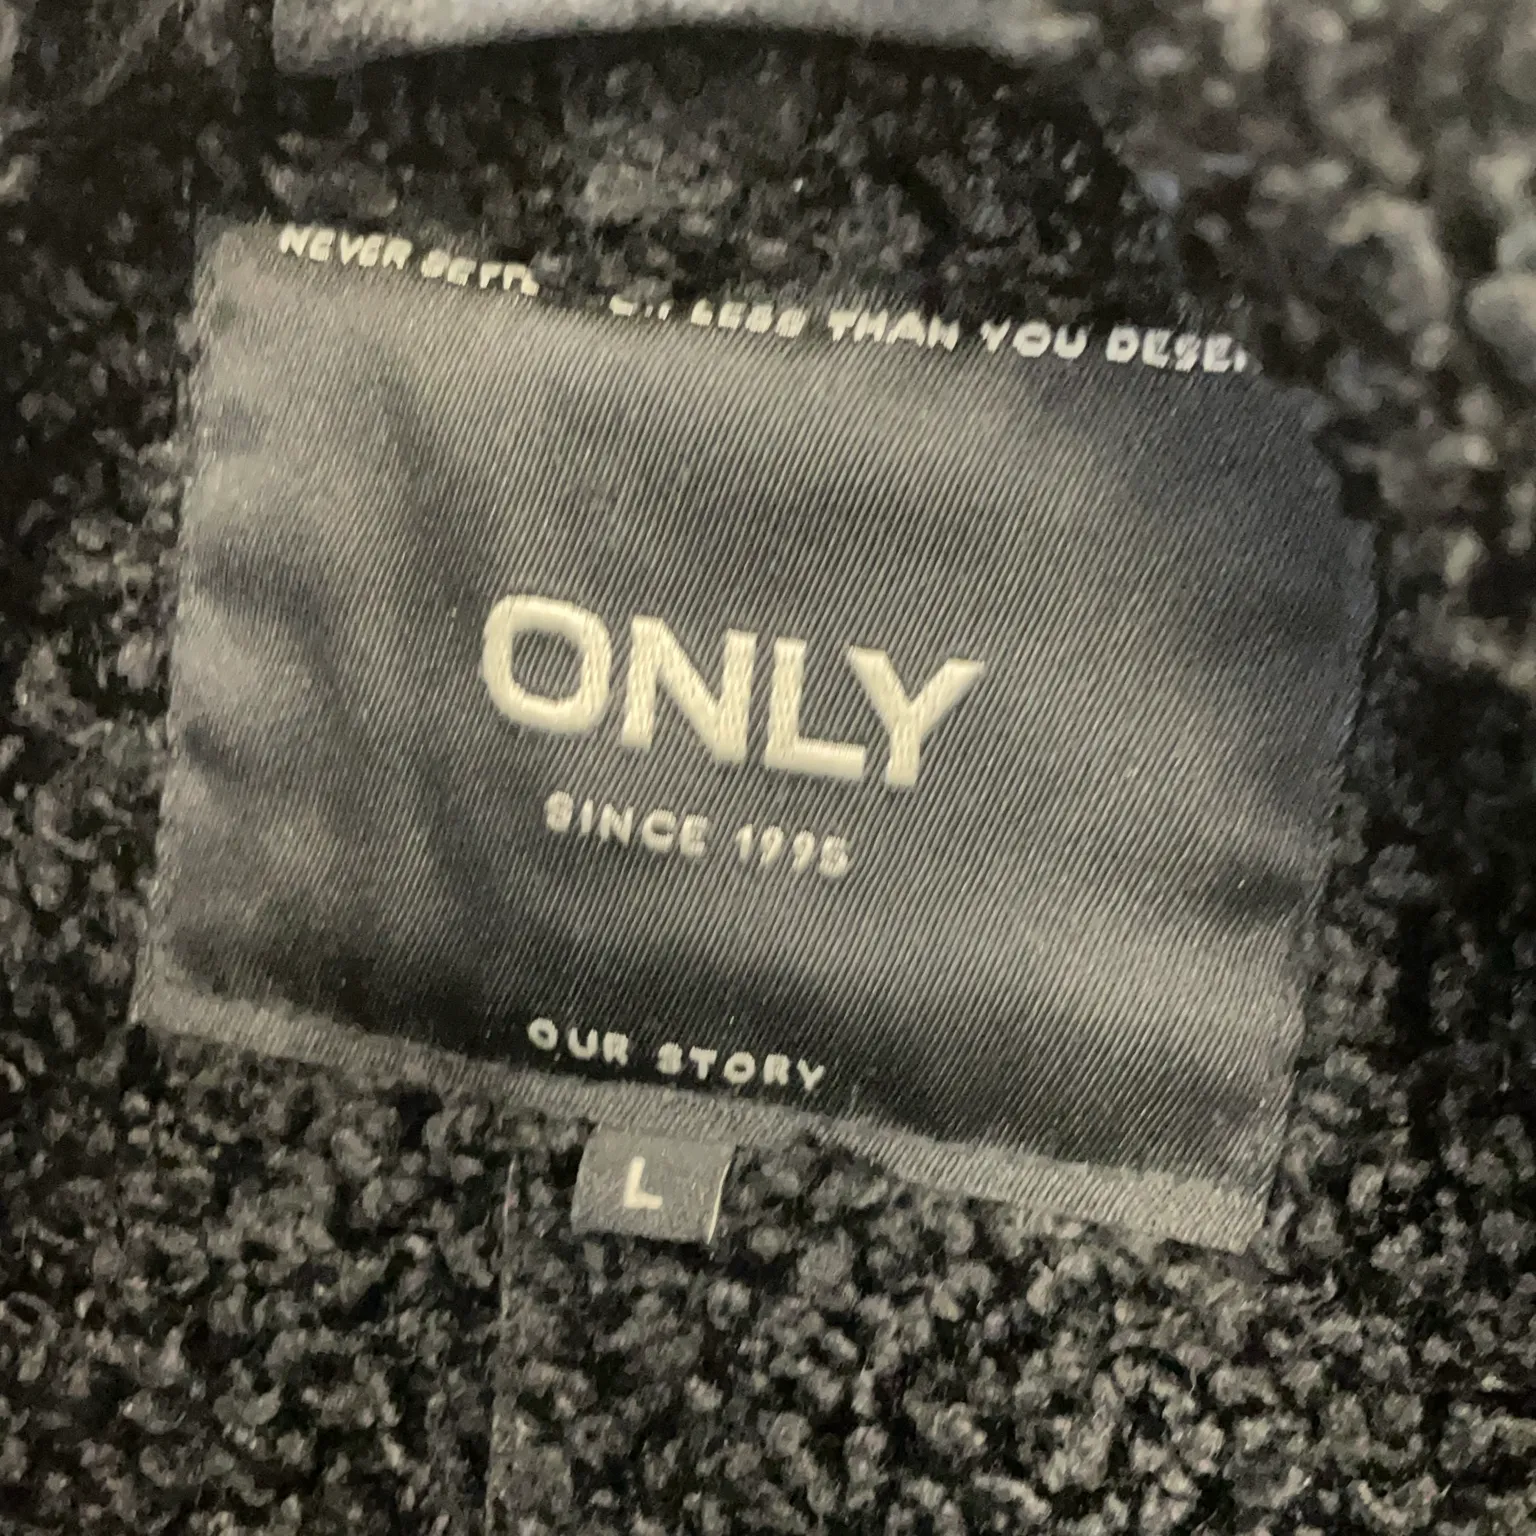 NEVER LESS THAN YOU
ONLY
SINCE 1995
OUR STORY
L